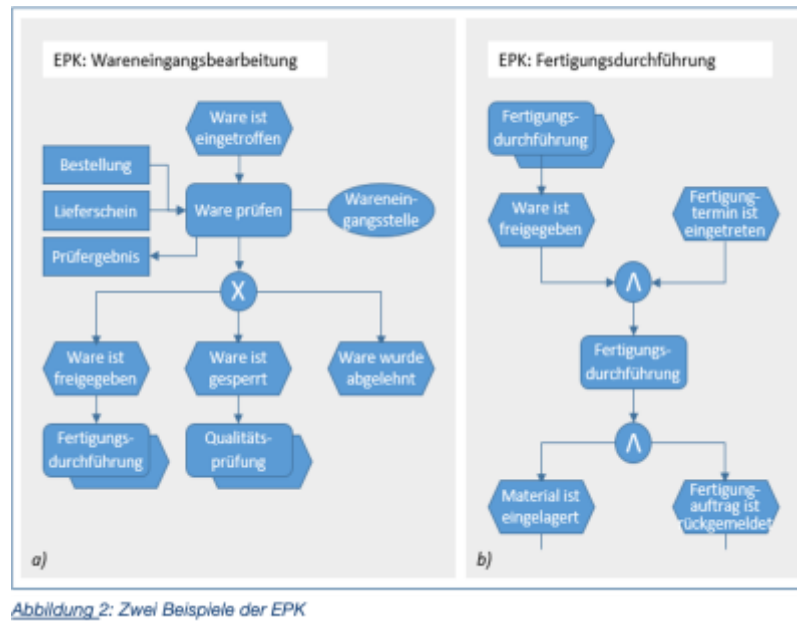 EPK: Wareneingangsbearbeitung
Ware ist
eingetroffen
Bestellung
Lieferschein
Prüfergebnis
Ware prüfen
Warenein-
gangsstelle
X
Ware ist
freigegeben
Ware ist
gesperrt
Ware wurde
abgelehnt
Fertigungs-
durchführung
Qualitäts-
prüfung
a)
EPK: Fertigungsdurchführung
Fertigungs-
durchführung
Ware ist
freigegeben
Fertigung-
termin ist
eingetreten
Λ
Fertigungs-
durchführung
Λ
Material ist
eingelagert
Fertigung-
auftrag ist
rückgemeldet
b)
Abbildung 2: Zwei Beispiele der EPK